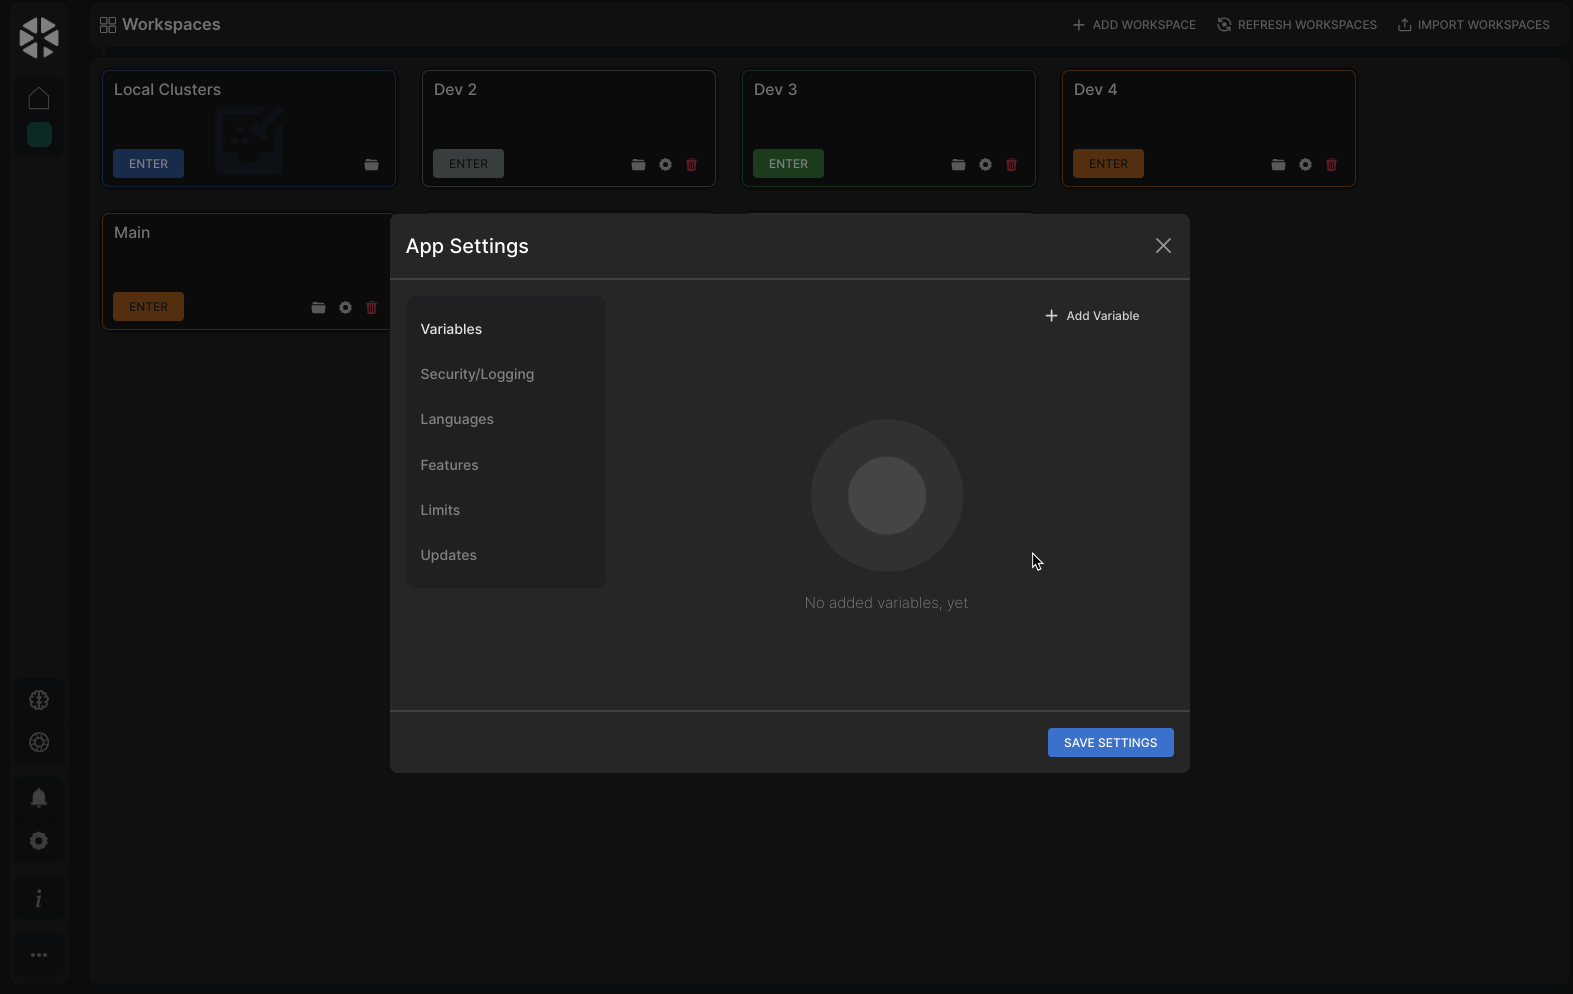 Workspaces
ADD WORKSPACE
REFRESH WORKSPACES
IMPORT WORKSPACES
Local Clusters
Dev 2
Dev 3
Dev 4
ENTER
ENTER
ENTER
ENTER
Main
ENTER
App Settings
Variables
Security/Logging
Languages
Features
Limits
Updates
Add Variable
No added variables, yet
SAVE SETTINGS
i